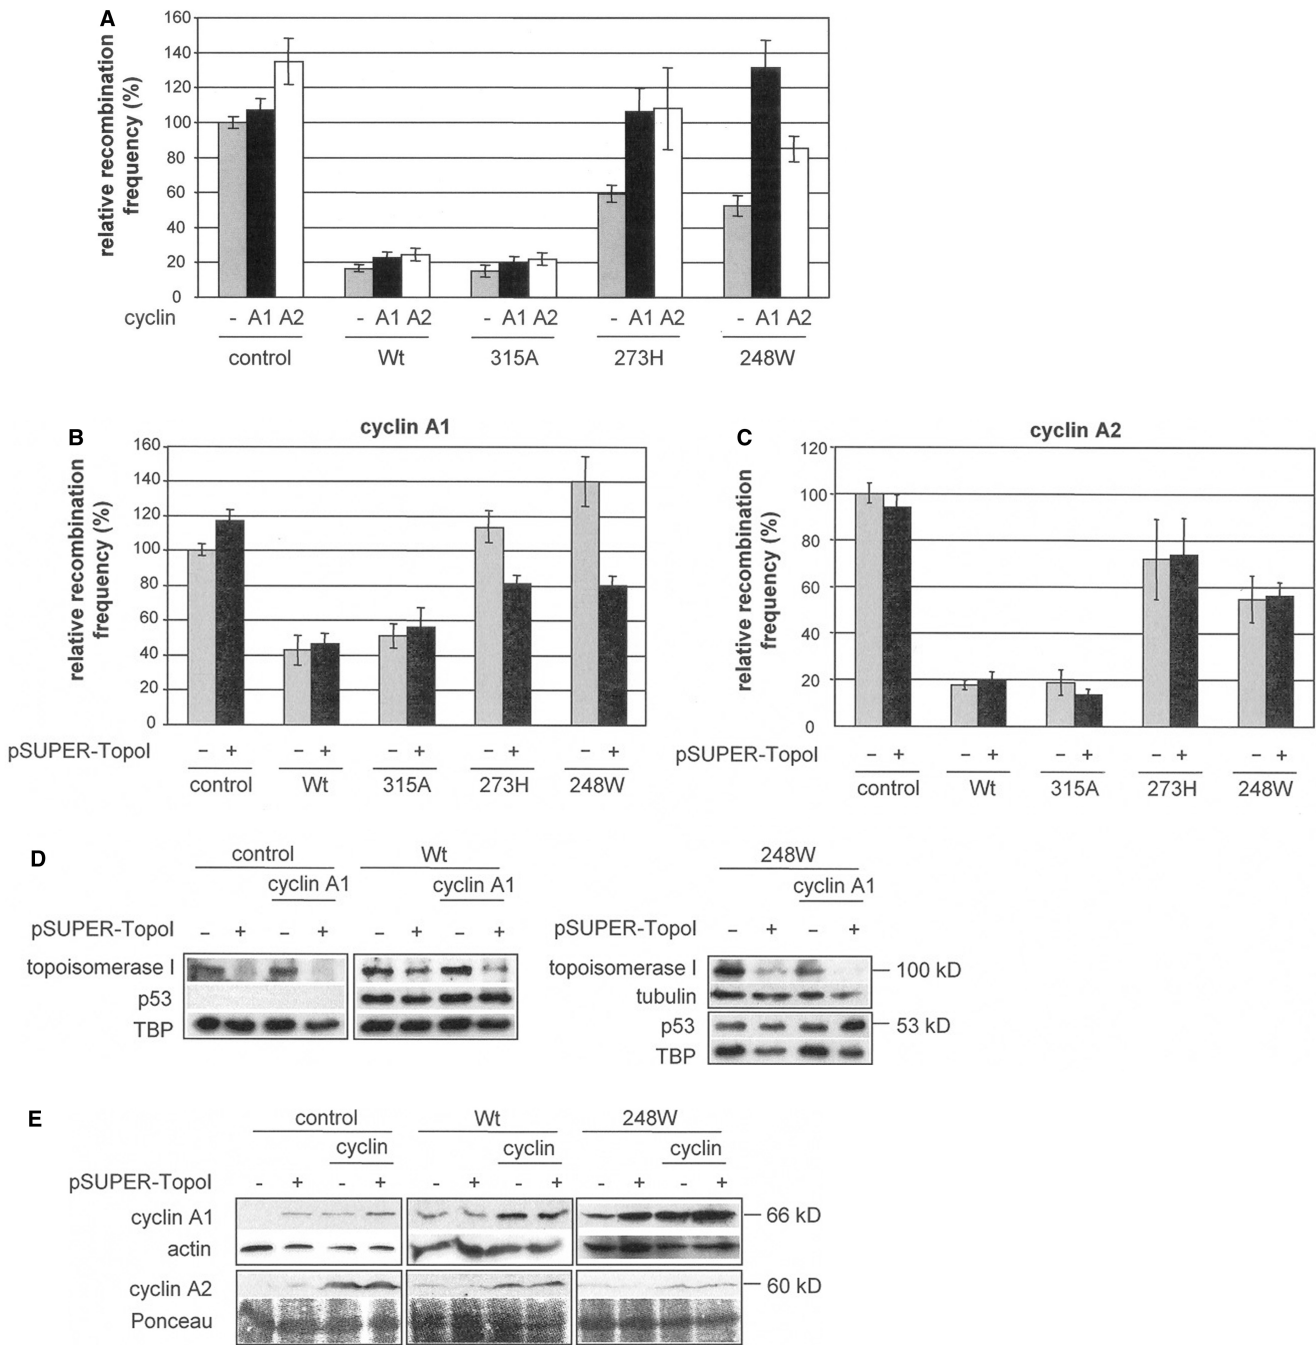 A
relative recombination
frequency (%)
160
140
120
100
80
60
40
20
0
cyclin
- A1 A2
- A1 A2
- A1 A2
- A1 A2
- A1 A2
control
Wt
315A
273H
248W
B
cyclin A1
relative recombination
frequency (%)
160
140
120
100
80
60
40
20
0
pSUPER-TopoI
– +
– +
– +
– +
– +
control
Wt
315A
273H
248W
C
cyclin A2
relative recombination
frequency (%)
120
100
80
60
40
20
0
pSUPER-TopoI
– +
– +
– +
– +
– +
control
Wt
315A
273H
248W
D
control
Wt
cyclin A1
cyclin A1
pSUPER-TopoI
– + – +
– + – +
topoisomerase I
p53
TBP
248W
cyclin A1
pSUPER-TopoI
– + – +
topoisomerase I
100 kD
tubulin
p53
53 kD
TBP
E
control
Wt
248W
cyclin
cyclin
cyclin
pSUPER-TopoI
- + - +
- + - +
- + - +
cyclin A1
66 kD
actin
cyclin A2
60 kD
Ponceau